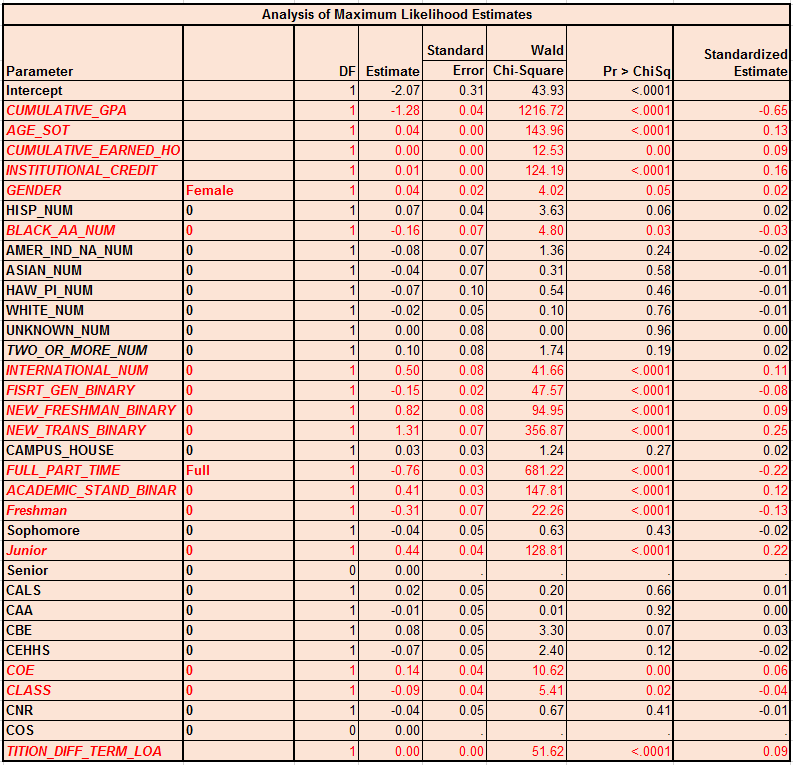 Analysis of Maximum Likelihood Estimates
Parameter DF Estimate Standard Error Wald Chi-Square Pr > ChiSq Standardized Estimate
Intercept 1 -2.07 0.31 43.93 <.0001
CUMULATIVE_GPA 1 -1.28 0.04 1216.72 <.0001 -0.65
AGE_SOT 1 0.04 0.00 143.96 <.0001 0.13
CUMULATIVE_EARNED_HO 1 0.00 0.00 12.53 0.00 0.09
INSTITUTIONAL_CREDIT 1 0.01 0.00 124.19 <.0001 0.16
GENDER Female 1 0.04 0.02 4.02 0.05 0.02
HISP_NUM 0 1 0.07 0.04 3.63 0.06 0.02
BLACK_AA_NUM 0 1 -0.16 0.07 4.80 0.03 -0.03
AMER_IND_NA_NUM 0 1 -0.08 0.07 1.36 0.24 -0.02
ASIAN_NUM 0 1 -0.04 0.07 0.31 0.58 -0.01
HAW_PI_NUM 0 1 -0.07 0.10 0.54 0.46 -0.01
WHITE_NUM 0 1 -0.02 0.05 0.10 0.76 -0.01
UNKNOWN_NUM 0 1 0.00 0.08 0.00 0.96 0.00
TWO_OR_MORE_NUM 0 1 0.10 0.08 1.74 0.19 0.02
INTERNATIONAL_NUM 0 1 0.50 0.08 41.66 <.0001 0.11
FISRT_GEN_BINARY 0 1 -0.15 0.02 47.57 <.0001 -0.08
NEW_FRESHMAN_BINARY 0 1 0.82 0.08 94.95 <.0001 0.09
NEW_TRANS_BINARY 0 1 1.31 0.07 356.87 <.0001 0.25
CAMPUS_HOUSE 0 1 0.03 0.03 1.24 0.27 0.02
FULL_PART_TIME Full 1 -0.76 0.03 681.22 <.0001 -0.22
ACADEMIC_STAND_BINAR 0 1 0.41 0.03 147.81 <.0001 0.12
Freshman 0 1 -0.31 0.07 22.26 <.0001 -0.13
Sophomore 0 1 -0.04 0.05 0.63 0.43 -0.02
Junior 0 1 0.44 0.04 128.81 <.0001 0.22
Senior 0 0 0.00 . . . .
CALS 0 1 0.02 0.05 0.20 0.66 0.01
CAA 0 1 -0.01 0.05 0.01 0.92 0.00
CBE 0 1 0.08 0.05 3.30 0.07 0.03
CEHHS 0 1 -0.07 0.05 2.40 0.12 -0.02
COE 0 1 0.14 0.04 10.62 0.00 0.06
CLASS 0 1 -0.09 0.04 5.41 0.02 -0.04
CNR 0 1 -0.04 0.05 0.67 0.41 -0.01
COS 0 0 0.00 . . . .
TITION_DIFF_TERM_LOA 1 0.00 0.00 51.62 <.0001 0.09